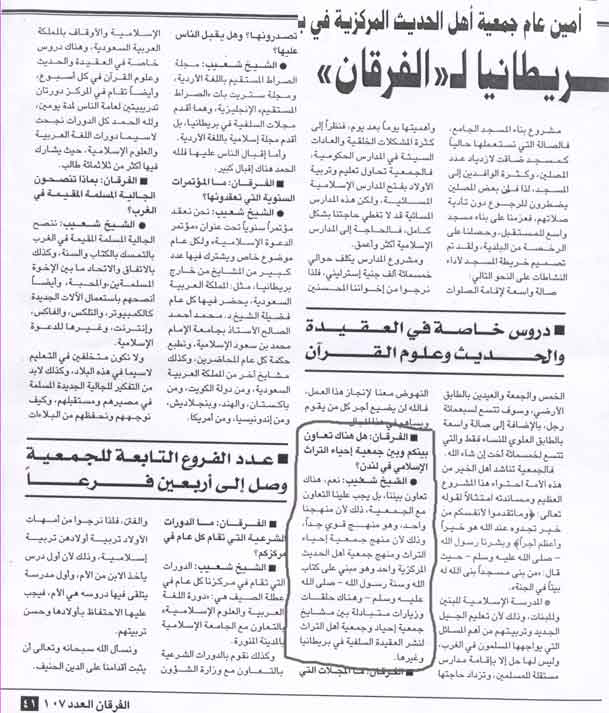 أمين عام جمعية أهل الحديث المركزية في بـ
ـريطانيا لـ«الفرقان»
مشروع بناء المسجد الجامع،
فالصالة التي نستعملها حالياً
كمسجد ضاقت لازدياد عدد
المصلين، وكثرة الوافدين إلى
المسجد، لذا فإن بعض المصلين
يضطرون للرجوع دون تأدية
صلاتهم، فعزمنا على بناء مسجد
واسع للمستقبل، وحصلنا على
الرخصة من البلدية، ولقد تم
تصميم خريطة المسجد لأداء
النشاطات على النحو التالي:
صالة واسعة لإقامة الصلوات
■ دروس خاصة في العقيدة
والحديث وعلوم القرآن
الخمس والجمعة والعيدين بالطابق
الأرضي، وسوف تتسع لسبعمائة
رجل، بالإضافة إلى صالة واسعة
بالطابق العلوي للنساء فقط والتي
تتسع لخمسمائة أخت إن شاء الله.
فالجمعية تناشد أهل الخير من
هذه الأمة احتواء هذا المشروع
العظيم ومساندته امتثالاً لقوله
تعالى: ﴿وماتقدموا لأنفسكم من
خير تجدوه عند الله هو خيراً
وأعظم أجراً﴾ وبشرنا رسول الله
- صلى الله عليه وسلم - حيث
قال: «من بنى مسجداً بنى الله له
بيتاً في الجنة».
● المدرسة الإسلامية للبنين
والبنات، وذلك لأن تعليم الجيل
الجديد وتربيتهم من أهم المسائل
التي يواجهها المسلمون في الغرب،
وليس لها حل إلا بإقامة مدارس
مستقلة للمسلمين، وتزداد حاجتها
وأهميتها يوماً بعد يوم، فنظراً إلى
كثرة المشكلات الخلقية والعادات
السيئة في المدارس الحكومية،
فالجمعية تحاول تعليم وتربية
الأولاد بفتح المدارس الإسلامية
المسائية، ولكن هذه المدارس
المسائية قد لا تغطي حاجتنا بشكل
كامل، فالحاجة إلى المدارس
الإسلامية أكثر وأعمق.
ومشروع للدارس يكلف حوالي
خمسمائة ألف جنية إسترليني، فلذا
نرجوا من إخواننا المحسنين
النهوض معنا لإنجاز هذا العمل،
فالله لن يضيع أجر كل من يقوم
ويساهم في هذا المجال.
■ الفرقان: هل هناك تعاون
بينكم وبين جمعية إحياء التراث
الإسلامي في لندن؟
● الشيخ شعيب: نعم، هناك
تعاون بيننا، بل يجب علينا التعاون
مع الجمعية، ذلك لأن منهجنا
واحد، وهو منهج قوي جداً،
وذلك لأن منهج جمعية إحياء
التراث ومنهج جمعية أهل الحديث
المركزية واحد وهو مبني على كتاب
الله وسنة رسول الله - صلى الله
عليه وسلم - وهناك حلقات
وزيارات متبادلة بين مشايخ
جمعية إحياء وجمعية أهل التراث
لنشر العقيدة السلفية في بريطانيا
وغيرها.
■ الفرقان: ما المجلات التي
تصدرونها؟ وهل يقبل الناس
عليها؟
● الشيخ شعيب: مجلة
الصراط المستقيم باللغة الأردية،
ومجلة ستريت بات «الصراط
المستقيم» الإنجليزية، وهما أقدم
مجلات السلفية في بريطانيا، بل
أقدم مجلة إسلامية باللغة الأردية.
وأما إقبال الناس عليها فلله
الحمد هناك إقبال كبير.
■ الفرقان: ما المؤتمرات
السنوية التي تعقدونها؟
● الشيخ شعيب: نحن نعقد
مؤتمراً سنوياً تحت عنوان «مؤتمر
الدعوة الإسلامية»، ولكل عام
موضوع خاص ويشترك فيها عدد
كبير من المشايخ من خارج
بريطانيا، مثل: المملكة العربية
السعودية، يحضر فيها كل عام
فضيلة الشيخ د. محمد أحمد
الصالح الأستاذ بجامعة الإمام
محمد بن سعود الإسلامية، ونطبع
حكمة كل عام للحاضرين، وكذلك
مشايخ آخر من المملكة العربية
السعودية، ومن دولة الكويت، ومن
باكستان، والهند، وبنجلاديش،
ومن إندونيسيا، ومن أمريكا.
■ عدد الفروع التابعة للجمعية
وصل إلى أربعين فرعـاً
■ الفرقان: ما الدورات
الشرعية التي تقام كل عام في
مركزكم؟
● الشيخ شعيب: الدورات
التي تقام في مركزنا كل عام في
عطلة الصيف هي: «دورة اللغة
العربية والعلوم الإسلامية»،
بالتعاون مع الجامعة الإسلامية
بالمدينة المنورة.
وكذلك نقوم بالدورات الشرعية
بالتعاون مع وزارة الشؤون
الإسلامية والأوقاف بالمملكة
العربية السعودية، وهناك دروس
خاصة في العقيدة والحديث
وعلوم القرآن في كل أسبوع،
وأيضاً تقام في المركز دورتان
تدريبيتين لعامة الناس لمدة يومين،
ولله الحمد كل الدورات نجحت
لاسيما دورات اللغة العربية
والعلوم الإسلامية، حيث يشارك
فيها أكثر من ثلاثمائة طالب.
■ الفرقان: بماذا تنصحون
الجالية المسلمة المقيمة في
الغرب؟
● الشيخ شعيب: ننصح
الجالية المسلمة المقيمة في الغرب
بالتمسك بالكتاب والسنة، وكذلك
بالاتفاق والاتحاد ما بين الإخوة
المسلمين، والمحبة، وأيضاً
أنصحهم باستعمال الآلات الجديدة
كالكمبيوتر، والتلكس، والفاكس،
وإنترنت، وغيرها للدعوة
الإسلامية.
ولا نكون متخلفين في التعليم
لاسيما في هذه البلاد، وكذلك لابد
من التفكير للجالية الجديدة المسلمة
في مصيرهم ومستقبلهم، وكيف
نوجههم ونحفظهم من البلاءات
والفتن، فلذا نرجوا من أمهات
الأولاد تربية أولادهن تربية
إسلامية، وذلك لأن أول درس
يأخذ الابن من الأم، وأول مدرسة
يتلقى فيها دروسه هي الأم، فيجب
عليها الاحتفاظ بأولادها وحسن
تربيتهم.
ونسأل الله سبحانه وتعالى أن
يثبت أقدامنا على الدين الحنيف.
الفرقان العدد ١٠٧ ٤١